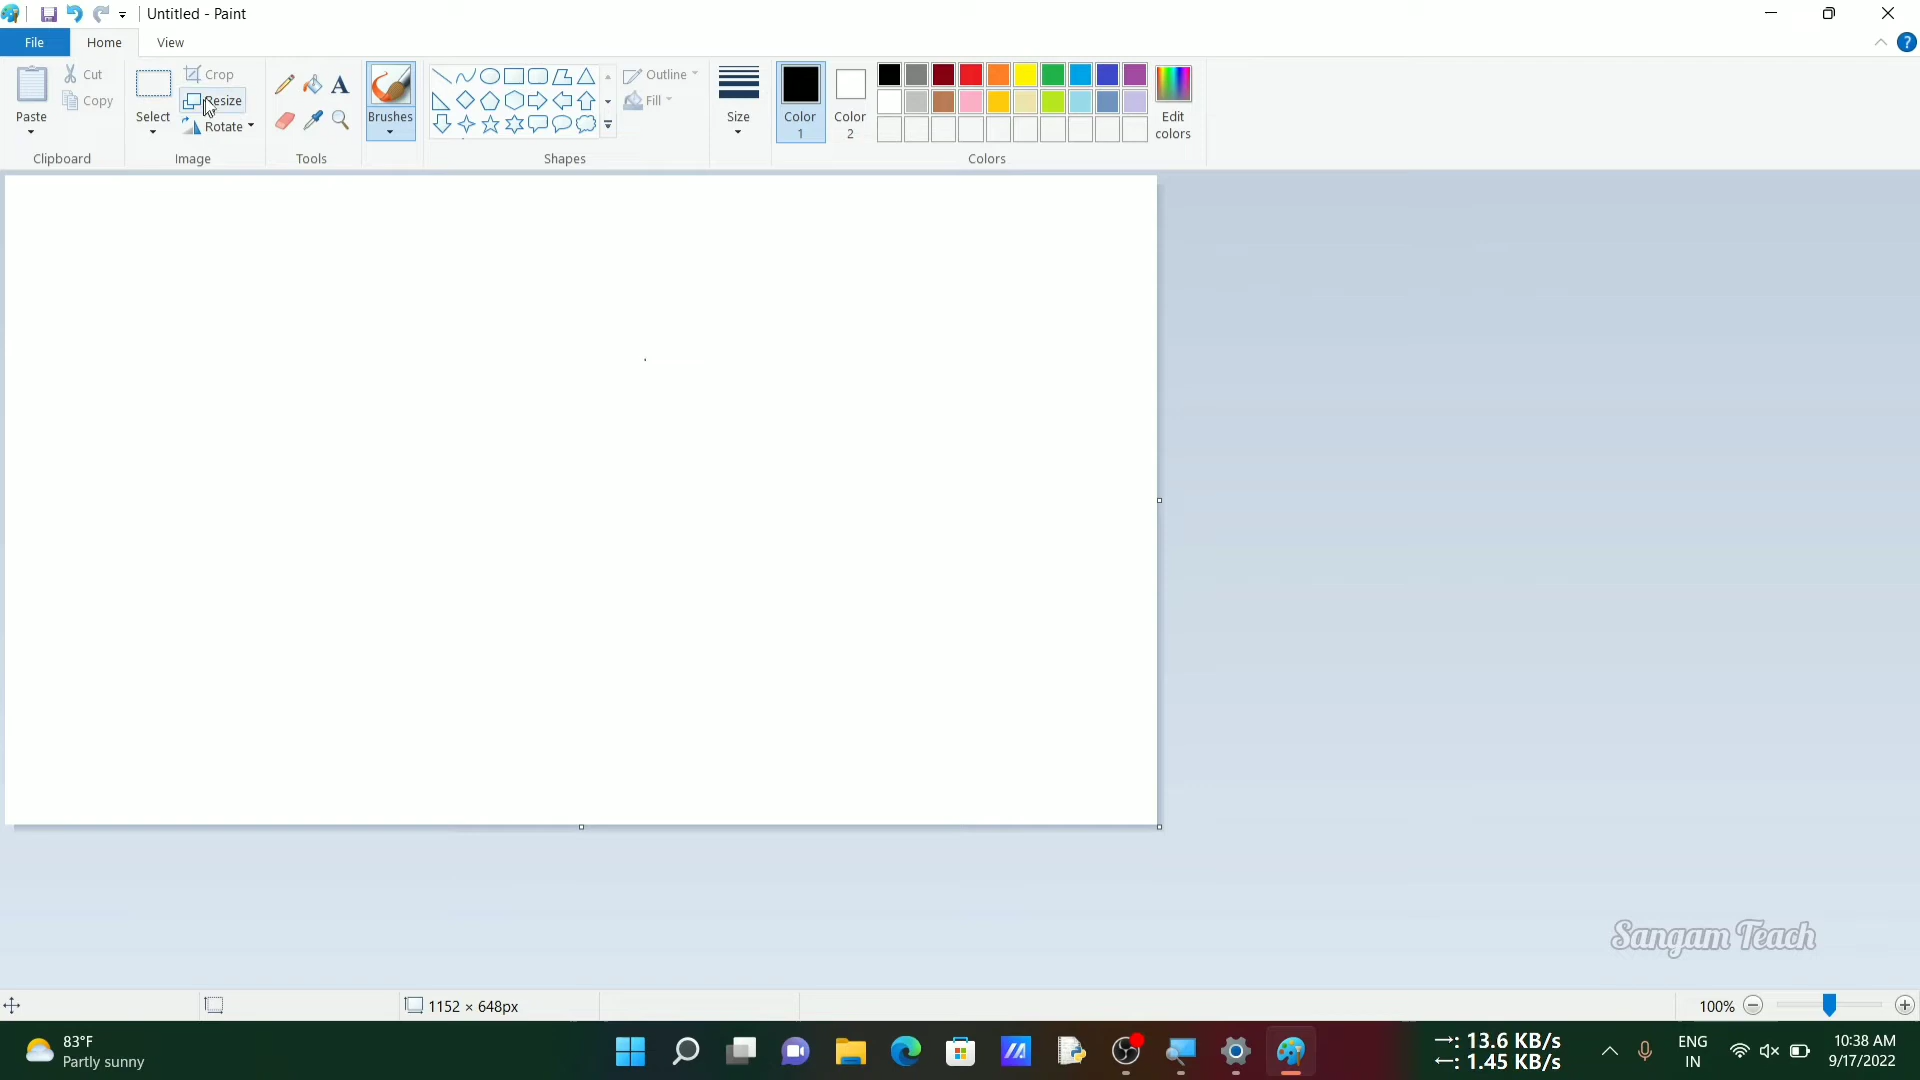 Untitled - Paint
File Home View
Paste
Cut
Copy
Clipboard
Select
Crop
Resize
Rotate
Image
Tools
Brushes
Shapes
Outline
Fill
Size
Color 1
Color 2
Edit colors
Colors
Sangam Teach
1152 × 648px
100%
83°F
Partly sunny
→: 13.6 KB/s
←: 1.45 KB/s
ENG
IN
10:38 AM
9/17/2022